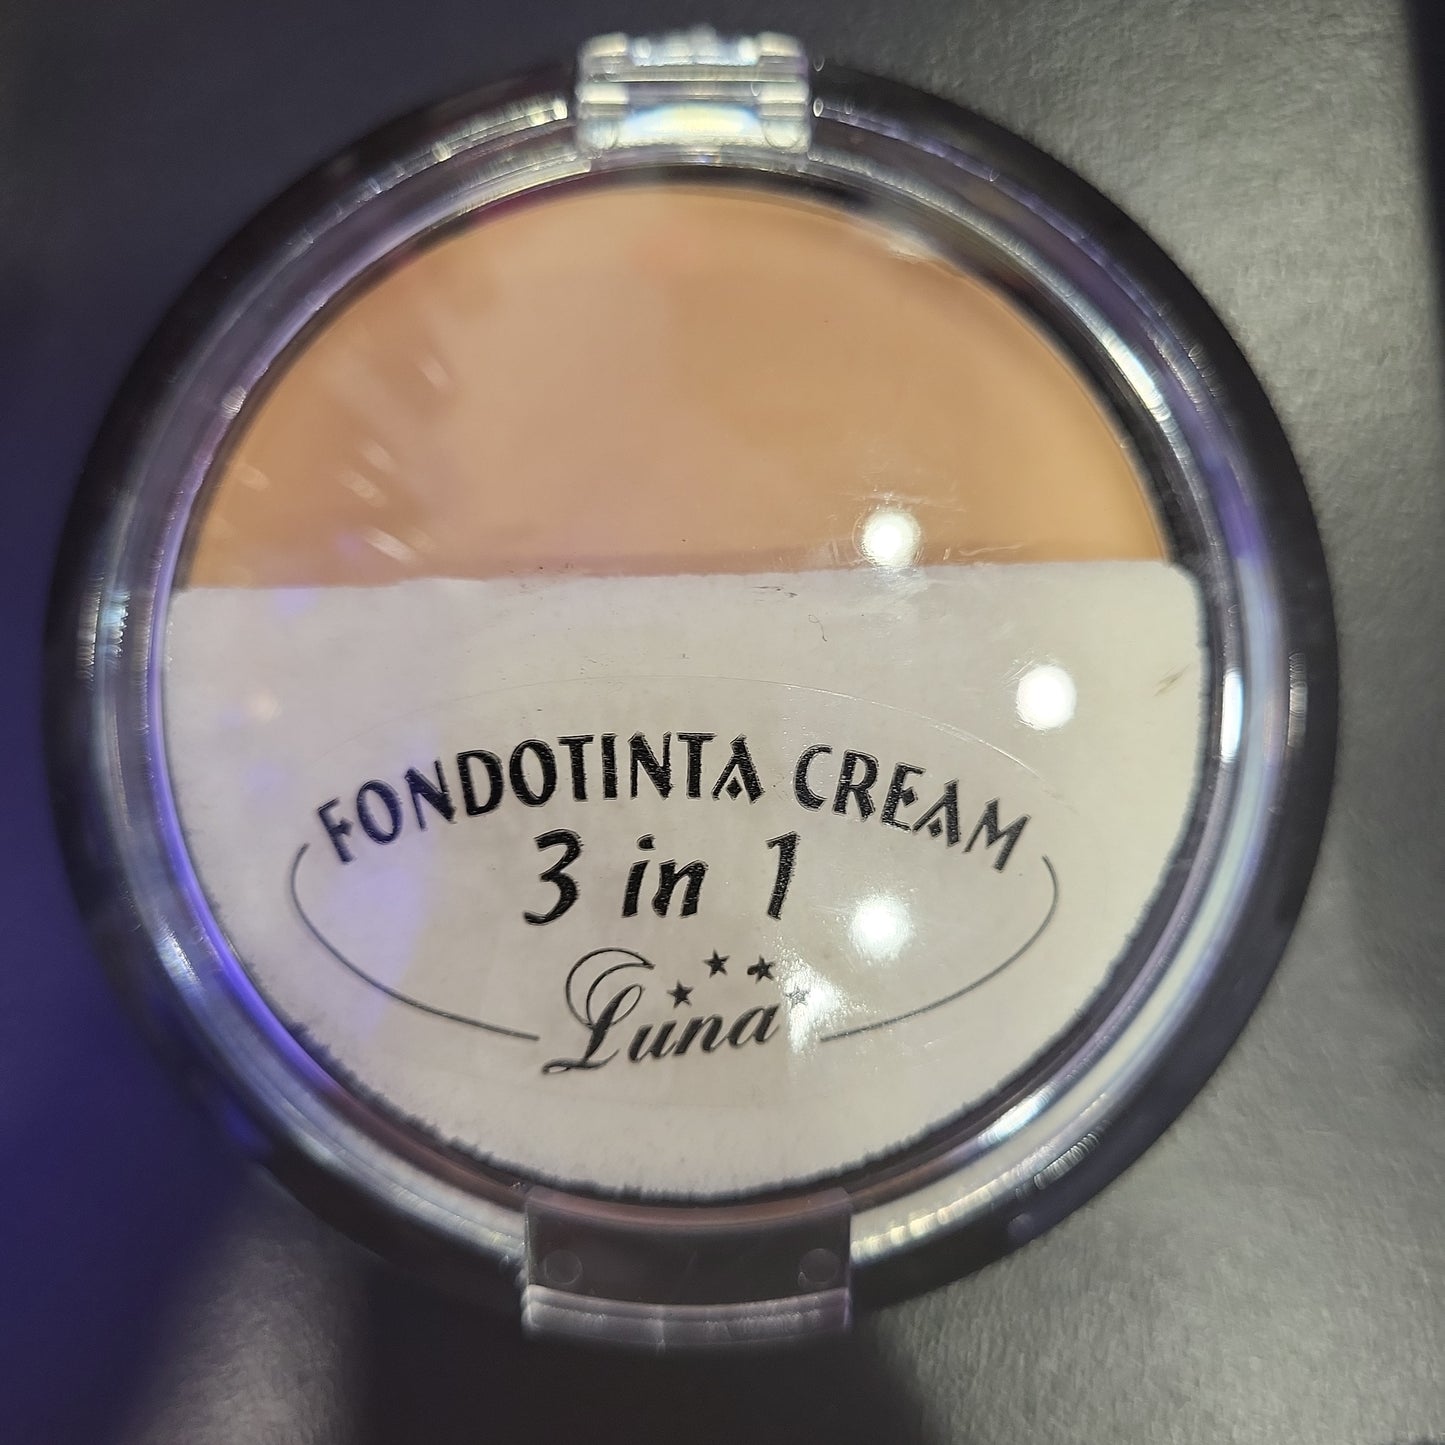 FONDOTINTA CREAM
3 in 1
Luna